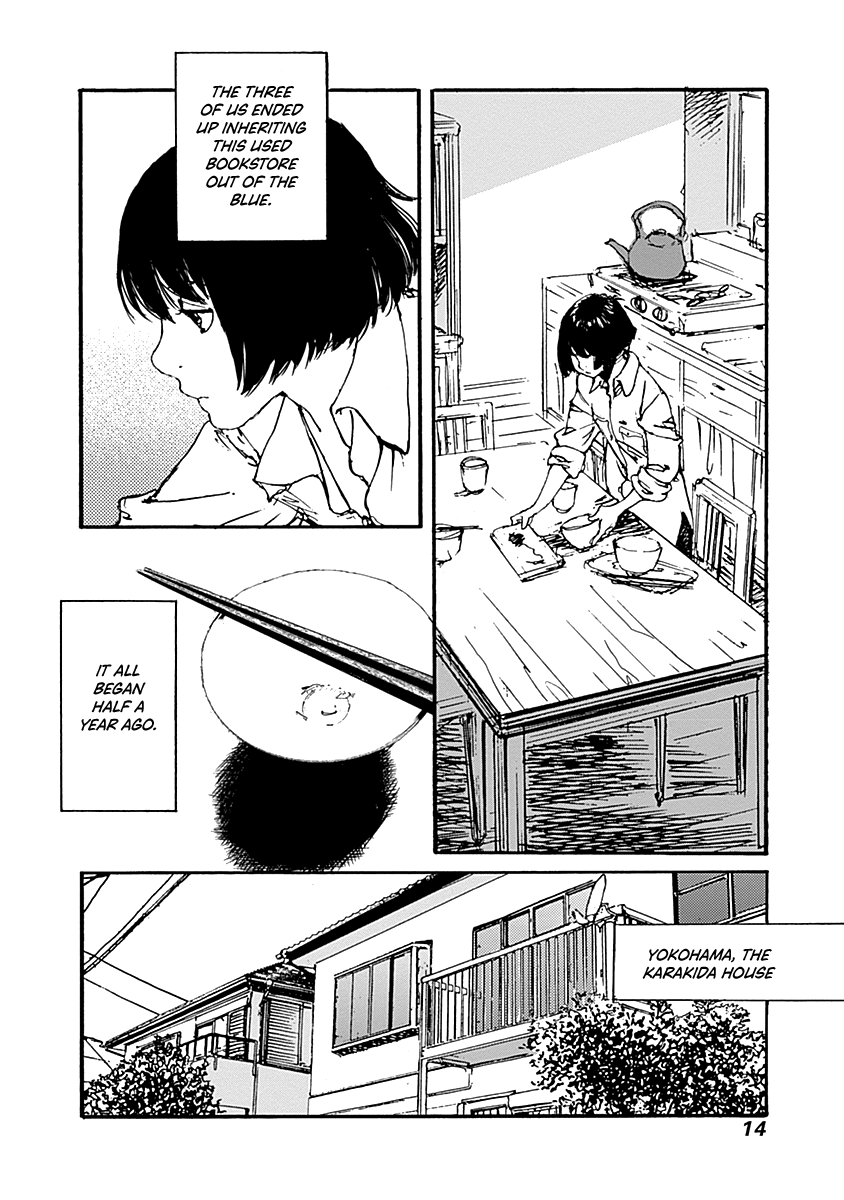 THE THREE
OF US ENDED
UP INHERITING
THIS USED
BOOKSTORE
OUT OF THE
BLUE.
IT ALL
BEGAN
HALF A
YEAR AGO.
YOKOHAMA, THE
KARAKIDA HOUSE
14